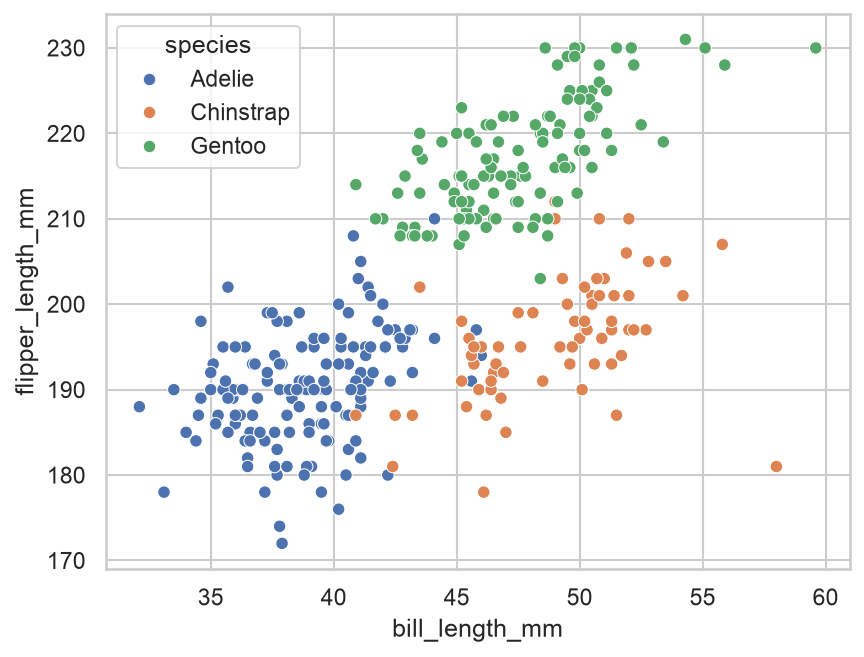 species
Adelie
Chinstrap
Gentoo
230
220
210
200
190
180
170
flipper_length_mm
35 40 45 50 55 60
bill_length_mm